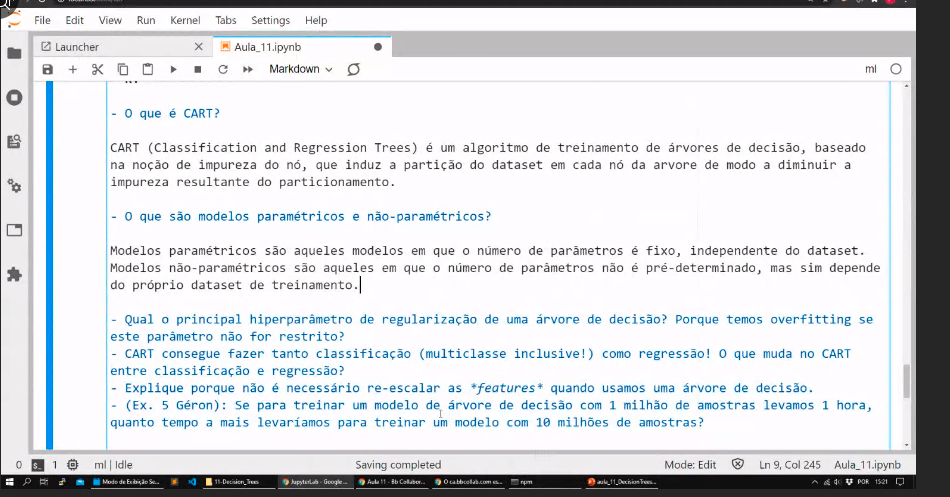 File Edit View Run Kernel Tabs Settings Help
Launcher
Aula_11.ipynb
Markdown
ml
- O que é CART?
CART (Classification and Regression Trees) é um algoritmo de treinamento de árvores de decisão, baseado
na noção de impureza do nó, que induz a partição do dataset em cada nó da arvore de modo a diminuir a
impureza resultante do particionamento.
- O que são modelos paramétricos e não-paramétricos?
Modelos paramétricos são aqueles modelos em que o número de parâmetros é fixo, independente do dataset.
Modelos não-paramétricos são aqueles em que o número de parâmetros não é pré-determinado, mas sim depende
do próprio dataset de treinamento.
- Qual o principal hiperparâmetro de regularização de uma árvore de decisão? Porque temos overfitting se
este parâmetro não for restrito?
- CART consegue fazer tanto classificação (multiclasse inclusive!) como regressão! O que muda no CART
entre classificação e regressão?
- Explique porque não é necessário re-escalar as *features* quando usamos uma árvore de decisão.
- (Ex. 5 Géron): Se para treinar um modelo de árvore de decisão com 1 milhão de amostras levamos 1 hora,
quanto tempo a mais levaríamos para treinar um modelo com 10 milhões de amostras?
0 1 ml | Idle Saving completed Mode: Edit Ln 9, Col 245 Aula_11.ipynb
Modo de Exibição Se... 11-Decision_Trees JupyterLab - Google ... Aula 11 - Bb Collab... O ca.bbcollab.com es... npm aula_11_DecisionTrees... POR 15:21